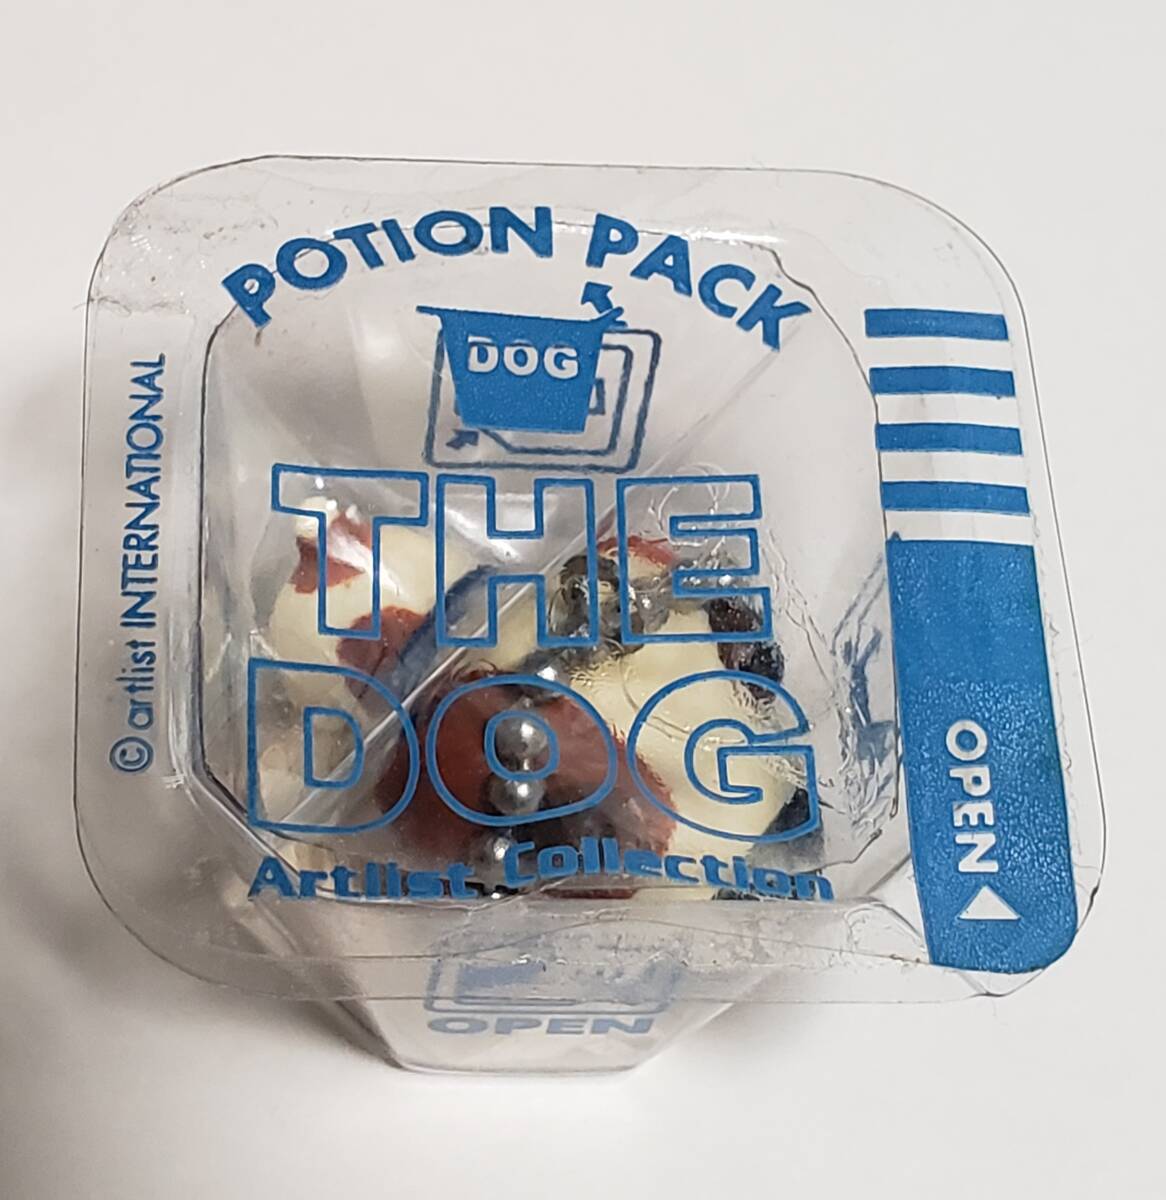 POTION PACK
DOG
THE
DOG
Artlist Collection
© artlist INTERNATIONAL
OPEN
OPEN